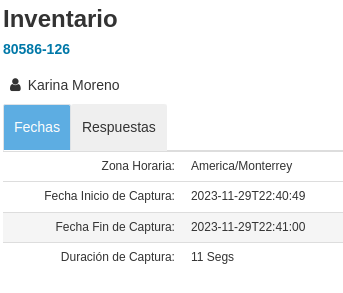 Inventario
80586-126
Karina Moreno
Fechas Respuestas
Zona Horaria: America/Monterrey
Fecha Inicio de Captura: 2023-11-29T22:40:49
Fecha Fin de Captura: 2023-11-29T22:41:00
Duración de Captura: 11 Segs